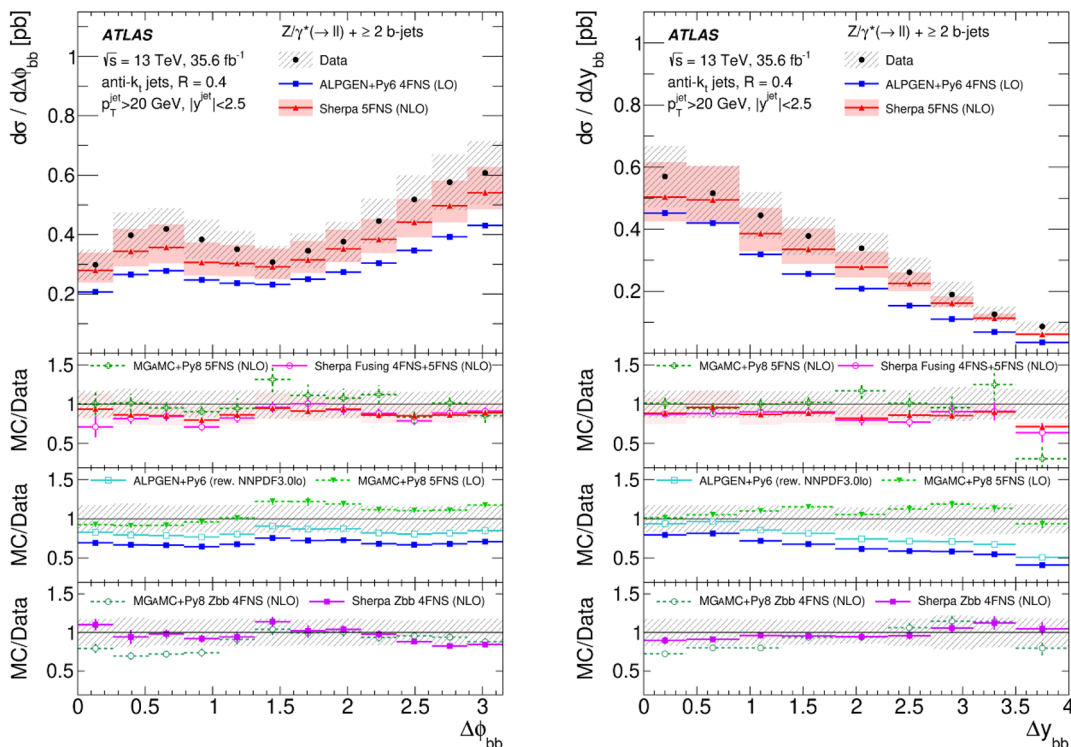 dσ / dΔϕbb [pb]
ATLAS
Z/γ*(→ ll) + ≥ 2 b-jets
√s = 13 TeV, 35.6 fb⁻¹
Data
anti-kt jets, R = 0.4
ALPGEN+Py6 4FNS (LO)
pTjet>20 GeV, |yjet|<2.5
Sherpa 5FNS (NLO)
1
0.8
0.6
0.4
0.2
MC/Data
MGAMC+Py8 5FNS (NLO)
Sherpa Fusing 4FNS+5FNS (NLO)
1.5
1
0.5
MC/Data
ALPGEN+Py6 (rew. NNPDF3.0lo)
MGAMC+Py8 5FNS (LO)
1.5
1
0.5
MC/Data
MGAMC+Py8 Zbb 4FNS (NLO)
Sherpa Zbb 4FNS (NLO)
1.5
1
0.5
0 0.5 1 1.5 2 2.5 3
Δϕbb
dσ / dΔybb [pb]
ATLAS
Z/γ*(→ ll) + ≥ 2 b-jets
√s = 13 TeV, 35.6 fb⁻¹
Data
anti-kt jets, R = 0.4
ALPGEN+Py6 4FNS (LO)
pTjet>20 GeV, |yjet|<2.5
Sherpa 5FNS (NLO)
1
0.8
0.6
0.4
0.2
MC/Data
MGAMC+Py8 5FNS (NLO)
Sherpa Fusing 4FNS+5FNS (NLO)
1.5
1
0.5
MC/Data
ALPGEN+Py6 (rew. NNPDF3.0lo)
MGAMC+Py8 5FNS (LO)
1.5
1
0.5
MC/Data
MGAMC+Py8 Zbb 4FNS (NLO)
Sherpa Zbb 4FNS (NLO)
1.5
1
0.5
0 0.5 1 1.5 2 2.5 3 3.5 4
Δybb